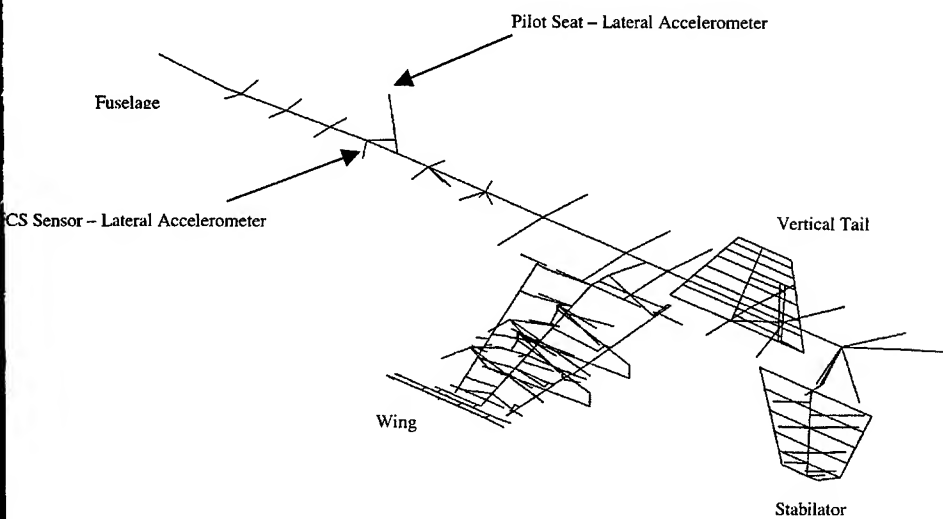 Pilot Seat – Lateral Accelerometer
Fuselage
CS Sensor – Lateral Accelerometer
Vertical Tail
Wing
Stabilator